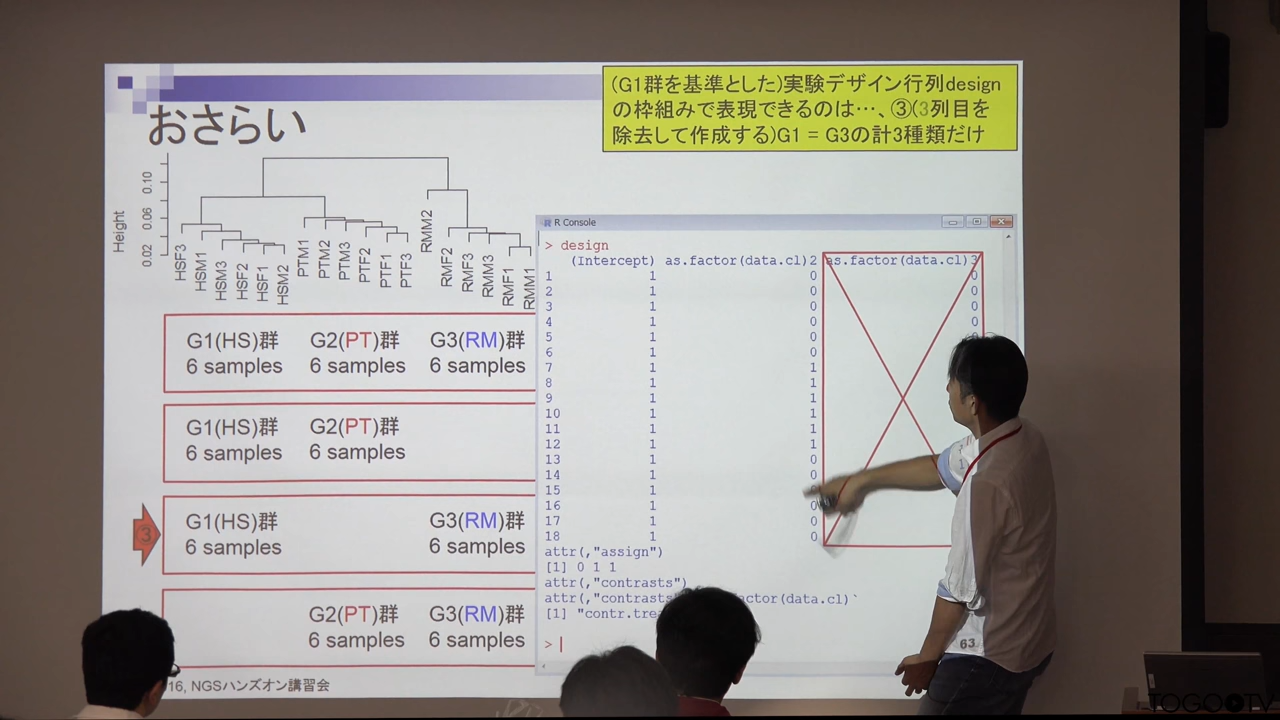 (G1群を基準とした)実験デザイン行列design
の枠組みで表現できるのは…、③(3列目を
除去して作成する)G1 = G3の計3種類だけ
おさらい
Height
0.02 0.06 0.10
HSF3 HSM1 HSM3 HSF2 HSF1 HSM2 PTM1 PTM2 PTM3 PTF2 PTF1 PTF3 RMM2 RMF2 RMF3 RMM3 RMF1 RMM1
G1(HS)群 G2(PT)群 G3(RM)群
6 samples 6 samples 6 samples
G1(HS)群 G2(PT)群
6 samples 6 samples
③
G1(HS)群 G3(RM)群
6 samples 6 samples
G2(PT)群 G3(RM)群
6 samples 6 samples
16, NGSハンズオン講習会
R Console
> design
(Intercept) as.factor(data.cl)2 as.factor(data.cl)3
1 1 0 0
2 1 0 0
3 1 0 0
4 1 0 0
5 1 0 0
6 1 0
7 1 1
8 1 1
9 1 1
10 1 1
11 1 1
12 1 1
13 1 0
14 1 0
15 1
16 1 0
17 1 0
18 1 0
attr(,"assign")
[1] 0 1 1
attr(,"contrasts")
attr(,"contrasts factor(data.cl)`
[1] "contr.tre
>
63
TOGOTV